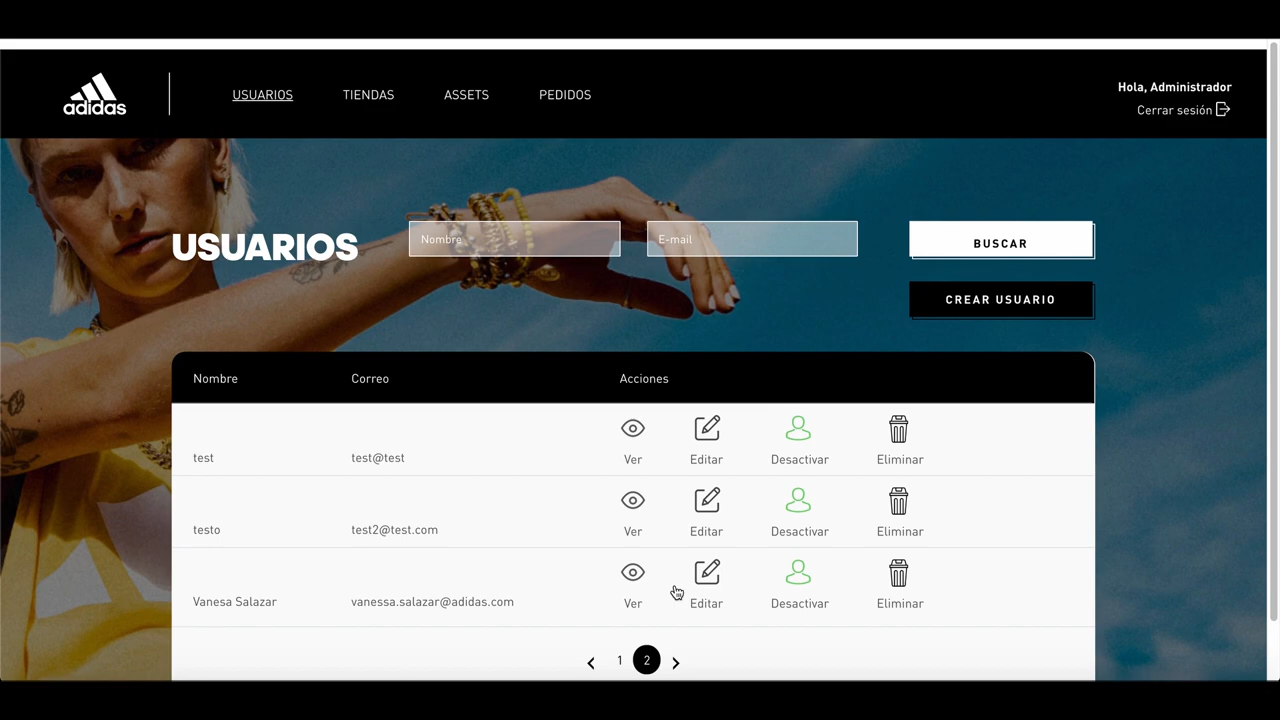 adidas
USUARIOS TIENDAS ASSETS PEDIDOS
Hola, Administrador
Cerrar sesión
USUARIOS
Nombre
E-mail
BUSCAR
CREAR USUARIO
Nombre Correo Acciones
test test@test Ver Editar Desactivar Eliminar
testo test2@test.com Ver Editar Desactivar Eliminar
Vanesa Salazar vanessa.salazar@adidas.com Ver Editar Desactivar Eliminar
1 2